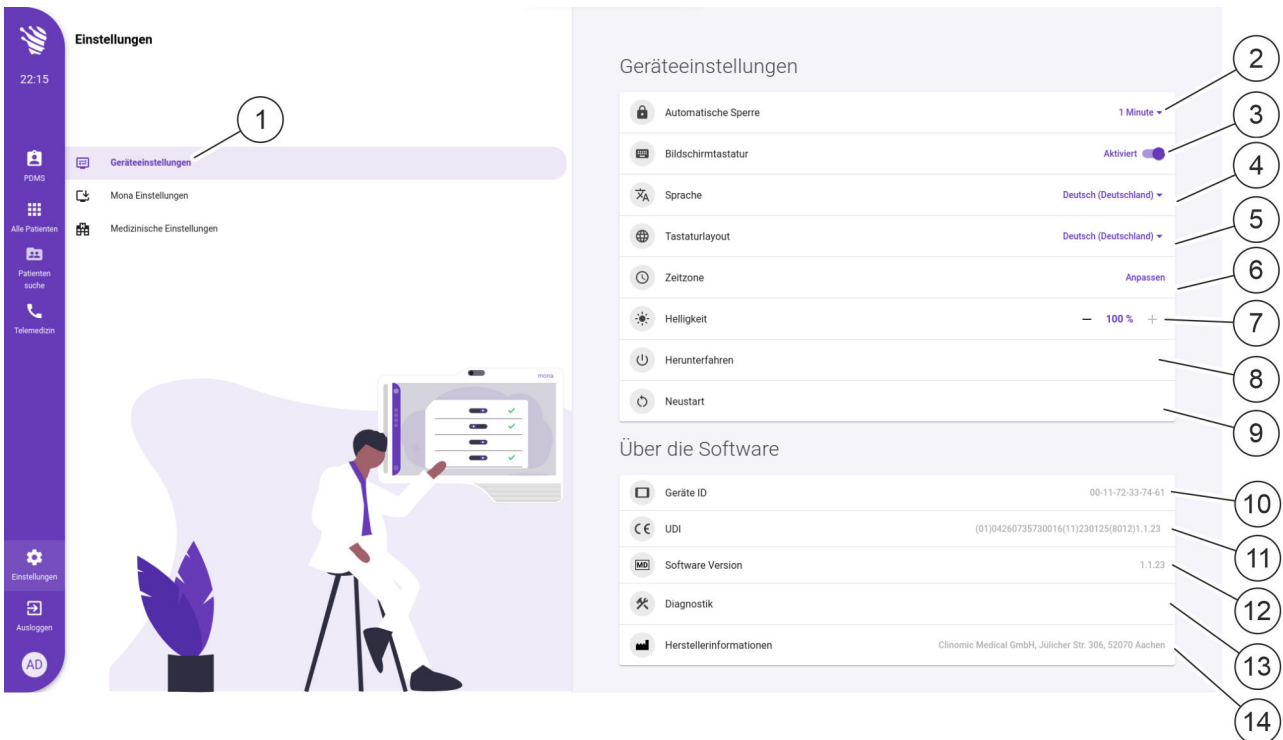 Einstellungen
22:15
PDMS
Alle Patienten
Patienten
suche
Telemedizin
Einstellungen
Ausloggen
AD
1
Geräteeinstellungen
Mona Einstellungen
Medizinische Einstellungen
mona
Geräteeinstellungen
2
Automatische Sperre 1 Minute
3
Bildschirmtastatur Aktiviert
4
Sprache Deutsch (Deutschland)
5
Tastaturlayout Deutsch (Deutschland)
6
Zeitzone Anpassen
Helligkeit — 100 % +
7
Herunterfahren
8
Neustart
9
Über die Software
Geräte ID 00-11-72-33-74-61
10
CE UDI (01)04260735730016(11)230125(8012)1.1.23
11
MD Software Version 1.1.23
12
Diagnostik
13
Herstellerinformationen Clinomic Medical GmbH, Jülicher Str. 306, 52070 Aachen
14